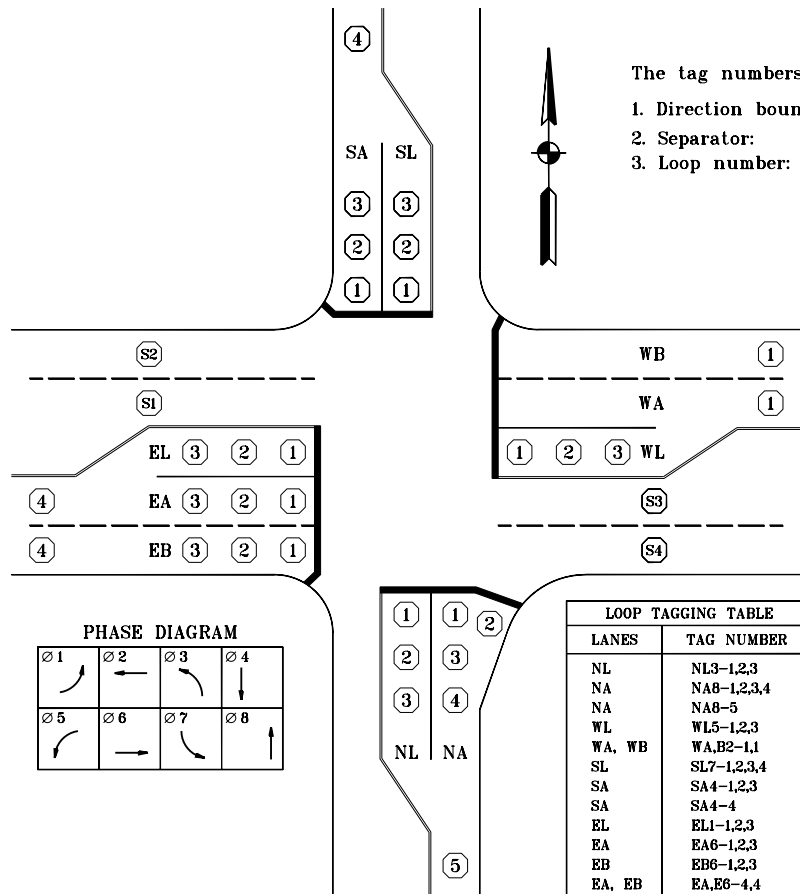 4
The tag numbers
1. Direction boun
2. Separator:
3. Loop number:
SA SL
3 3
2 2
1 1
S2
WB 1
S1
WA 1
EL 3 2 1
1 2 3 WL
4 EA 3 2 1
S3
4 EB 3 2 1
S4
PHASE DIAGRAM
Ø1 Ø2 Ø3 Ø4
Ø5 Ø6 Ø7 Ø8
1 1 2
2 3
3 4
NL NA
5
LOOP TAGGING TABLE
LANES TAG NUMBER
NL NL3-1,2,3
NA NA8-1,2,3,4
NA NA8-5
WL WL5-1,2,3
WA, WB WA,B2-1,1
SL SL7-1,2,3,4
SA SA4-1,2,3
SA SA4-4
EL EL1-1,2,3
EA EA6-1,2,3
EB EB6-1,2,3
EA, EB EA,E6-4,4